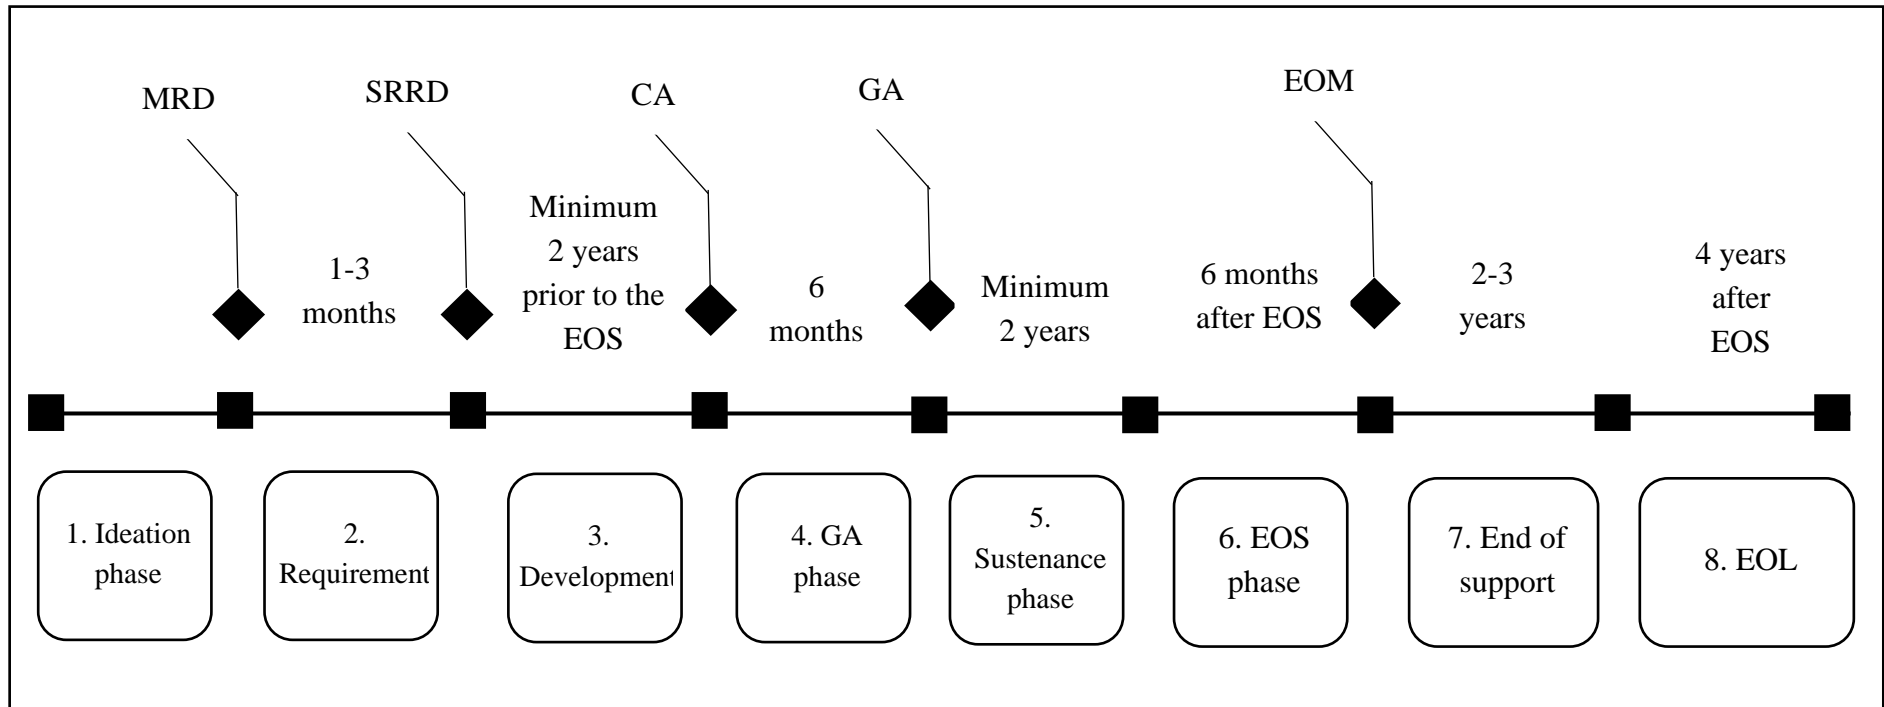 MRD
SRRD
CA
GA
EOM
1-3
months
Minimum
2 years
prior to the
EOS
6
months
Minimum
2 years
6 months
after EOS
2-3
years
4 years
after
EOS
1. Ideation
phase
2.
Requirement
3.
Development
4. GA
phase
5.
Sustenance
phase
6. EOS
phase
7. End of
support
8. EOL